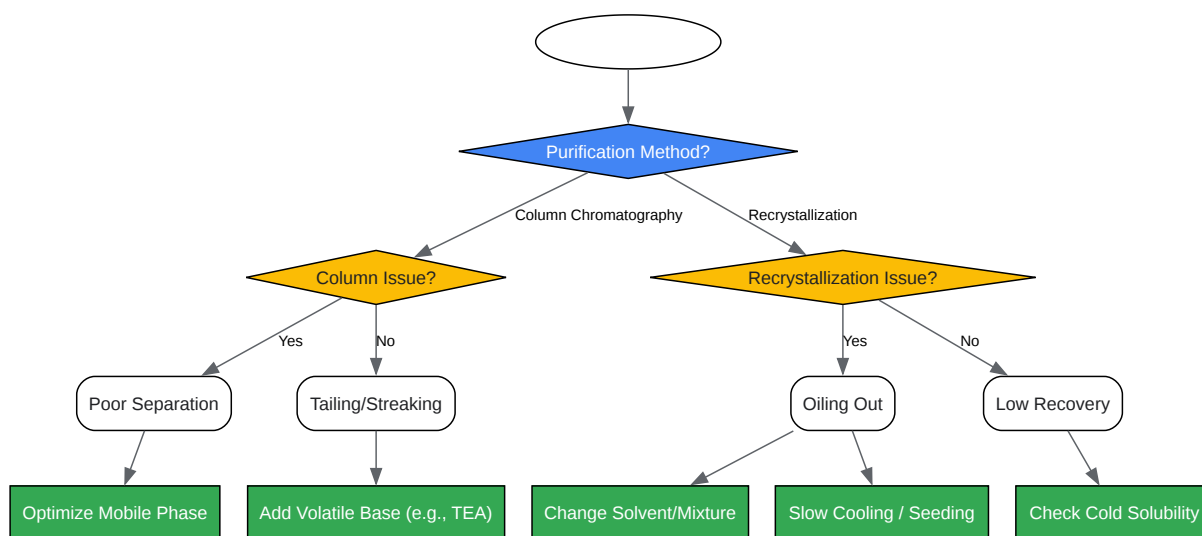 Purification Method?
Column Chromatography
Recrystallization
Column Issue?
Recrystallization Issue?
Yes
No
Yes
No
Poor Separation
Tailing/Streaking
Oiling Out
Low Recovery
Optimize Mobile Phase
Add Volatile Base (e.g., TEA)
Change Solvent/Mixture
Slow Cooling / Seeding
Check Cold Solubility